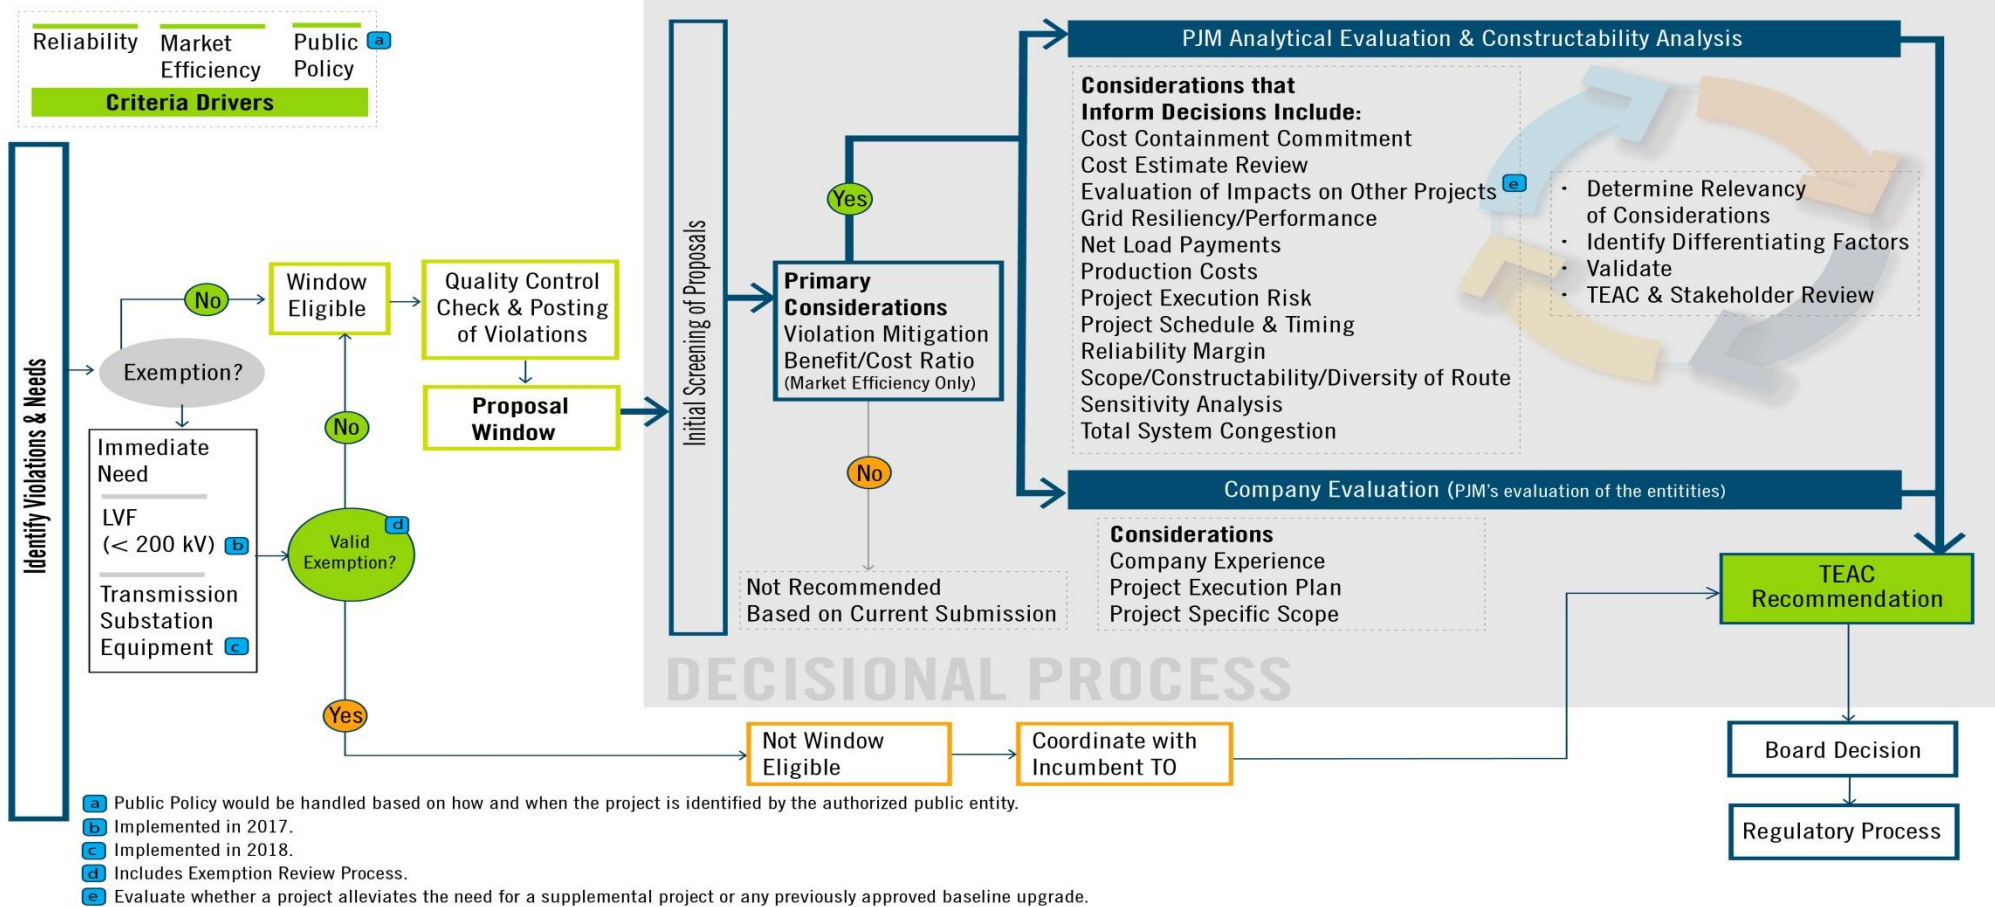 Reliability
Market
Efficiency
Public
Policy
a
Criteria Drivers
Identify Violations & Needs
Exemption?
No
Immediate
Need
LVF
(< 200 kV)
b
Transmission
Substation
Equipment
c
Window
Eligible
No
Valid
Exemption?
d
Yes
Quality Control
Check & Posting
of Violations
Proposal
Window
Initial Screening of Proposals
Primary
Considerations
Violation Mitigation
Benefit/Cost Ratio
(Market Efficiency Only)
Yes
No
Not Recommended
Based on Current Submission
PJM Analytical Evaluation & Constructability Analysis
Considerations that
Inform Decisions Include:
Cost Containment Commitment
Cost Estimate Review
Evaluation of Impacts on Other Projects
e
Grid Resiliency/Performance
Net Load Payments
Production Costs
Project Execution Risk
Project Schedule & Timing
Reliability Margin
Scope/Constructability/Diversity of Route
Sensitivity Analysis
Total System Congestion
· Determine Relevancy
of Considerations
· Identify Differentiating Factors
· Validate
· TEAC & Stakeholder Review
Company Evaluation (PJM's evaluation of the entitities)
Considerations
Company Experience
Project Execution Plan
Project Specific Scope
DECISIONAL PROCESS
Not Window
Eligible
Coordinate with
Incumbent TO
TEAC
Recommendation
Board Decision
Regulatory Process
a Public Policy would be handled based on how and when the project is identified by the authorized public entity.
b Implemented in 2017.
c Implemented in 2018.
d Includes Exemption Review Process.
e Evaluate whether a project alleviates the need for a supplemental project or any previously approved baseline upgrade.